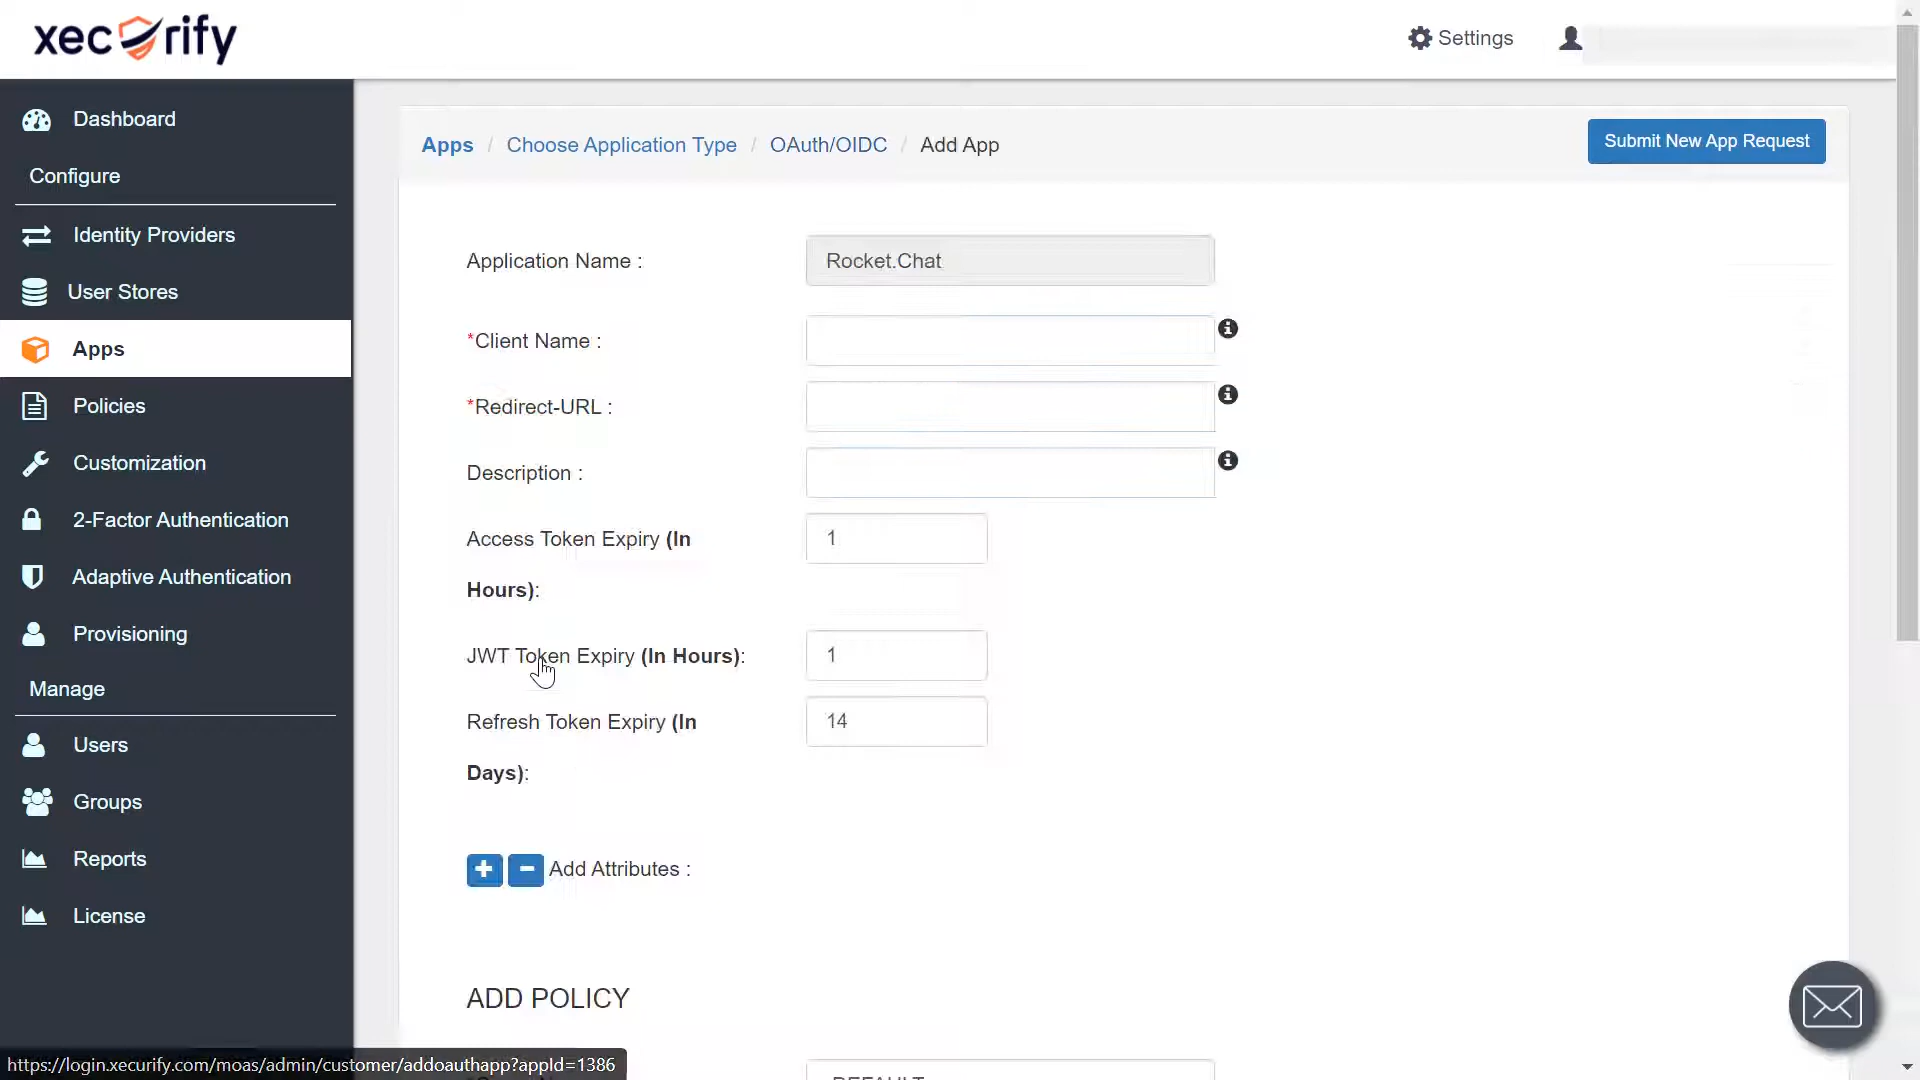 xecurify
Settings
Dashboard
Configure
Identity Providers
User Stores
Apps
Policies
Customization
2-Factor Authentication
Adaptive Authentication
Provisioning
Manage
Users
Groups
Reports
License
Apps / Choose Application Type / OAuth/OIDC / Add App
Submit New App Request
Application Name :
Rocket.Chat
*Client Name :
*Redirect-URL :
Description :
Access Token Expiry (In
Hours):
1
JWT Token Expiry (In Hours):
1
Refresh Token Expiry (In
Days):
14
Add Attributes :
ADD POLICY
DEFAULT
https://login.xecurify.com/moas/admin/customer/addoauthapp?appId=1386